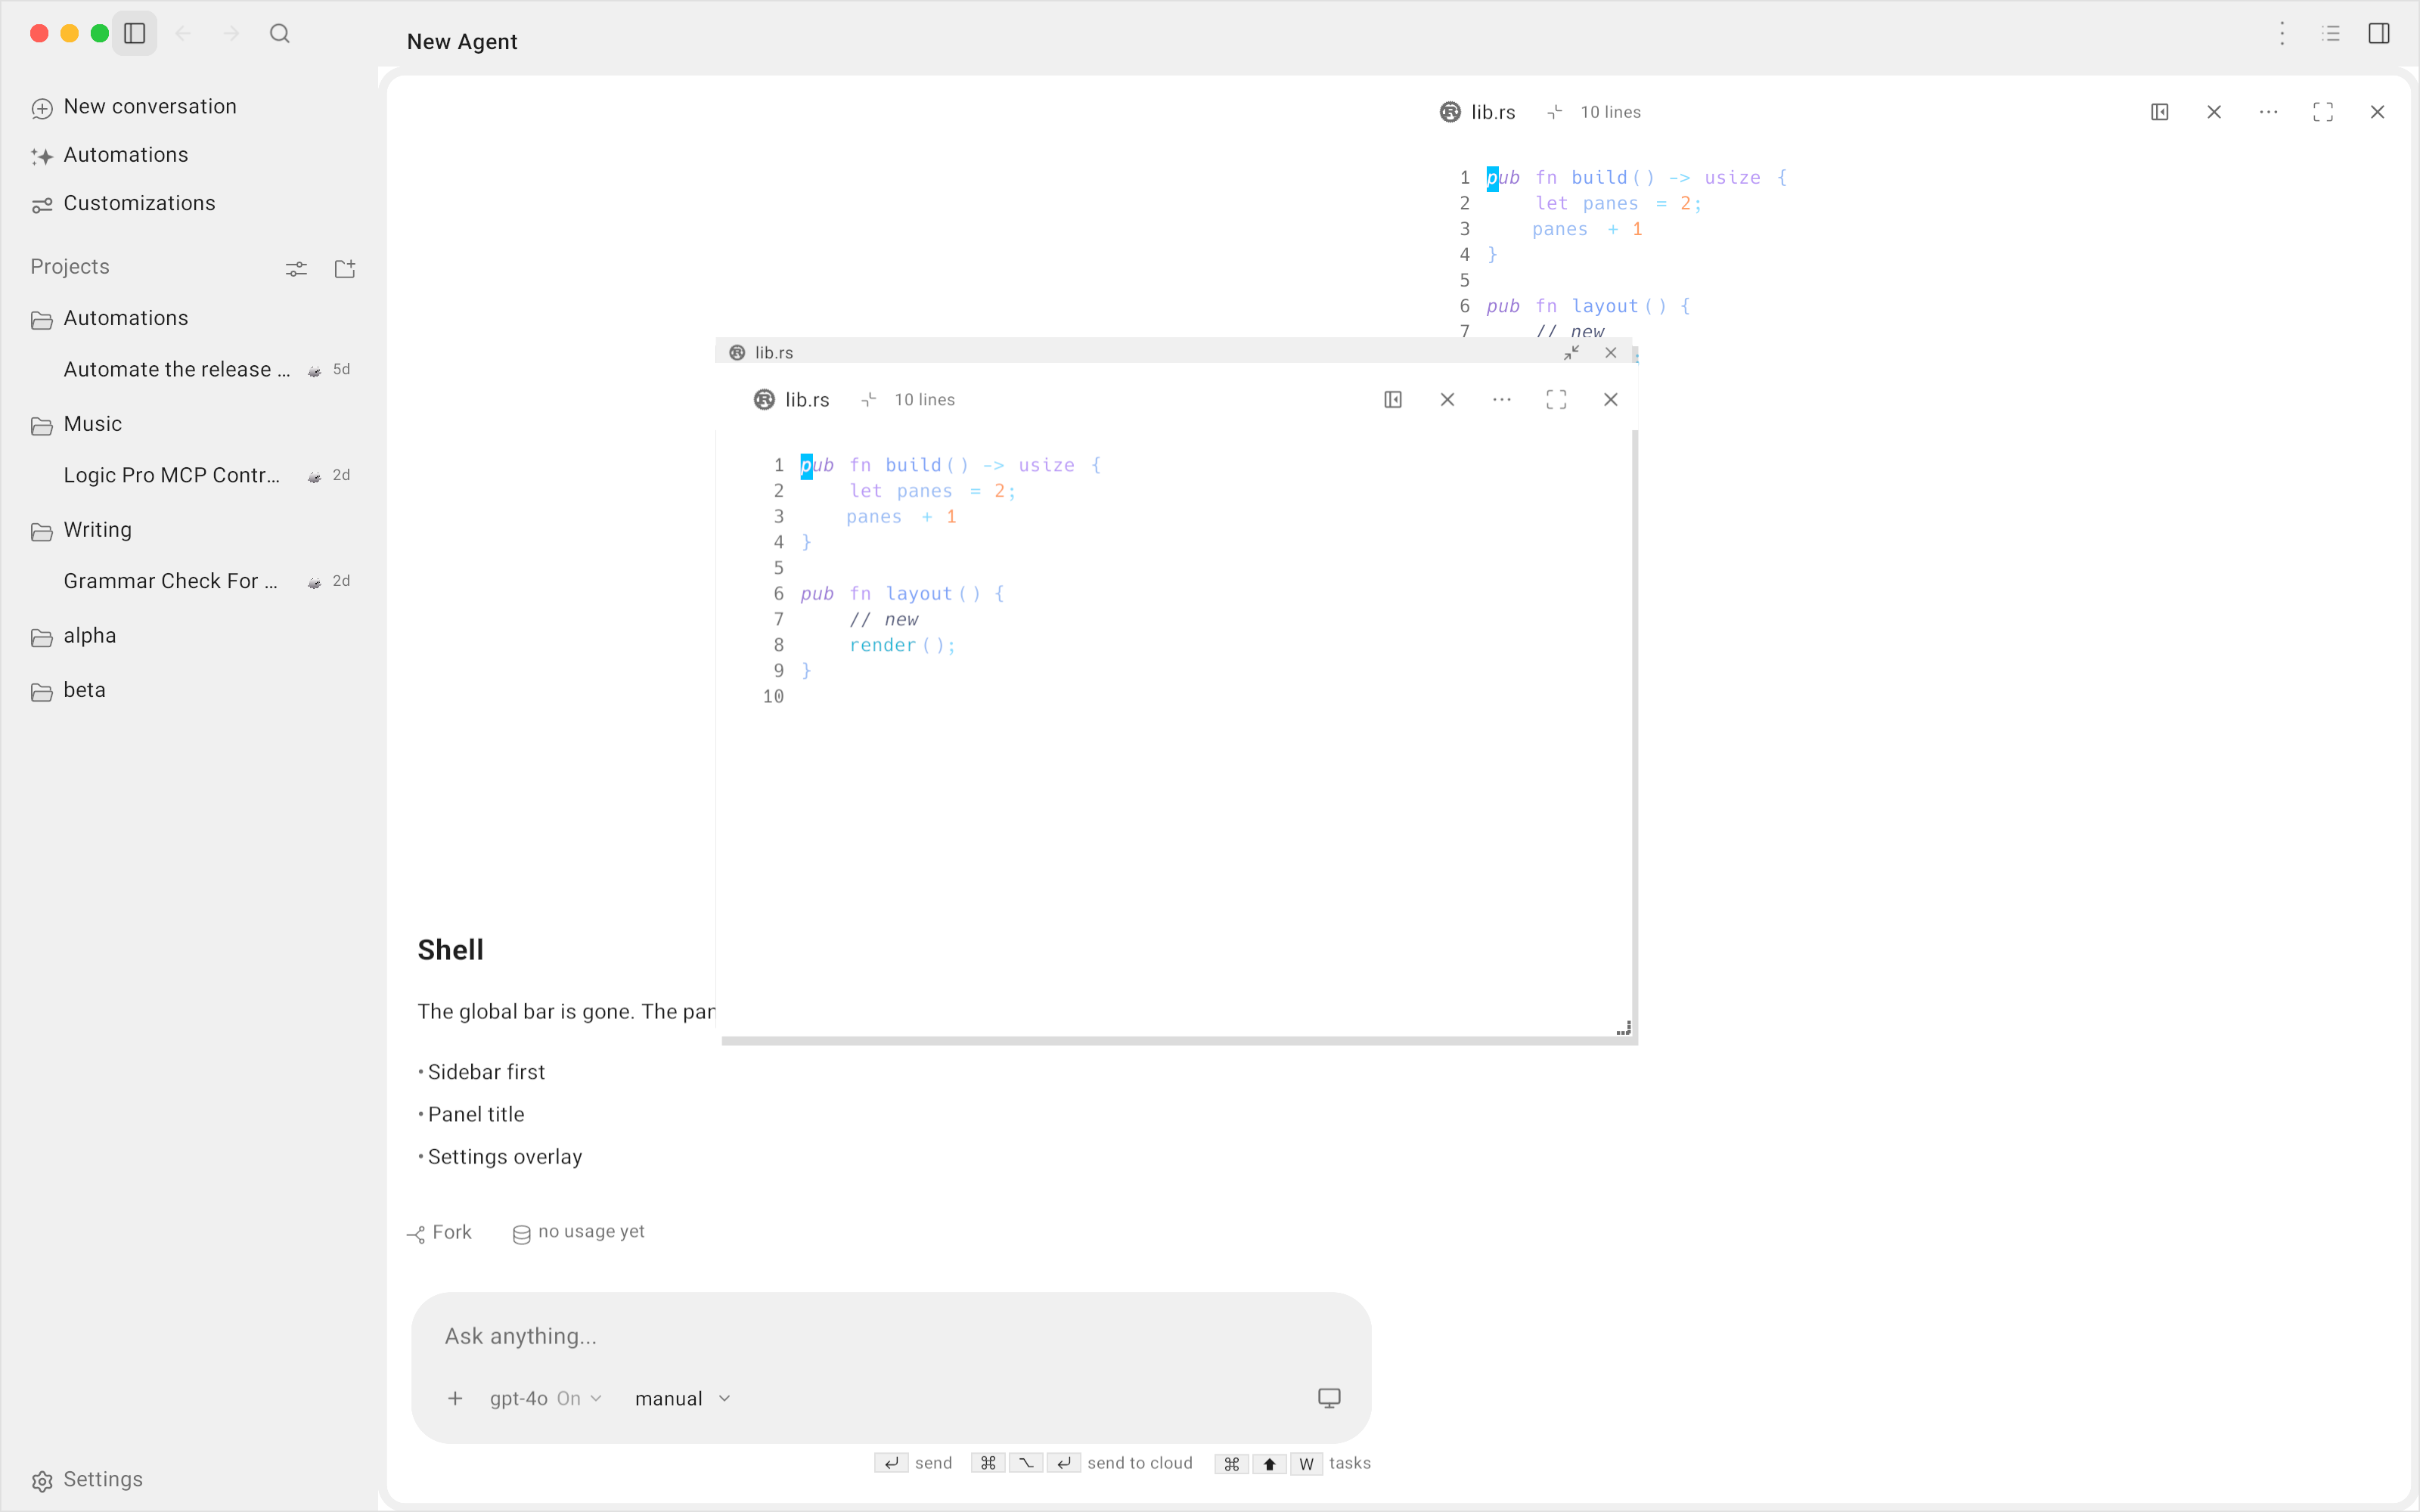 New Agent
New conversation
Automations
Customizations
Projects
Automations
Automate the release ... 5d
Music
Logic Pro MCP Contr... 2d
Writing
Grammar Check For ... 2d
alpha
beta
Settings
lib.rs 10 lines
1 pub fn build() -> usize {
2 let panes = 2;
3 panes + 1
4 }
5
6 pub fn layout() {
7 // new
lib.rs
lib.rs 10 lines
1 pub fn build() -> usize {
2 let panes = 2;
3 panes + 1
4 }
5
6 pub fn layout() {
7 // new
8 render();
9 }
10
Shell
The global bar is gone. The
• Sidebar first
• Panel title
• Settings overlay
Fork no usage yet
Ask anything...
+ gpt-4o On manual
send ⌘ ⌥ send to cloud ⌘ W tasks